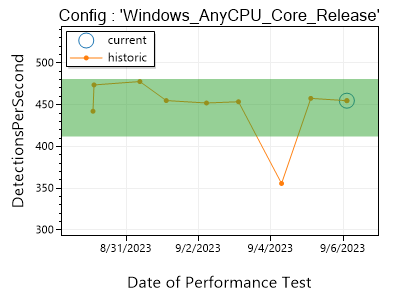 Config : 'Windows_AnyCPU_Core_Release'
current
historic
DetectionsPerSecond
500
450
400
350
300
8/31/2023
9/2/2023
9/4/2023
9/6/2023
Date of Performance Test